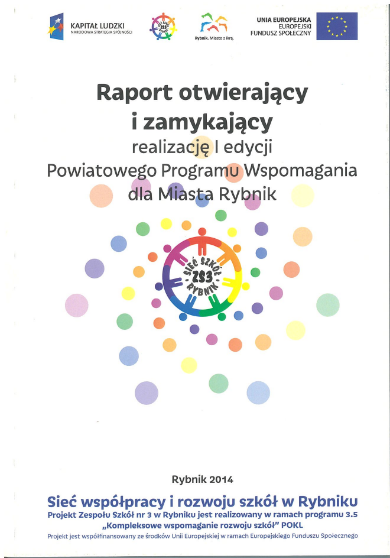 KAPITAŁ LUDZKI
NARODOWA STRATEGIA SPÓJNOŚCI
Rybnik. Miasto z ikrą.
UNIA EUROPEJSKA
EUROPEJSKI
FUNDUSZ SPOŁECZNY
Raport otwierający
i zamykający
realizację I edycji
Powiatowego Programu Wspomagania
dla Miasta Rybnik
SIEĆ SZKÓŁ
ZS3
RYBNIK
Rybnik 2014
Sieć współpracy i rozwoju szkół w Rybniku
Projekt Zespołu Szkół nr 3 w Rybniku jest realizowany w ramach programu 3.5
„Kompleksowe wspomaganie rozwoju szkół" POKL
Projekt jest współfinansowany ze środków Unii Europejskiej w ramach Europejskiego Funduszu Społecznego